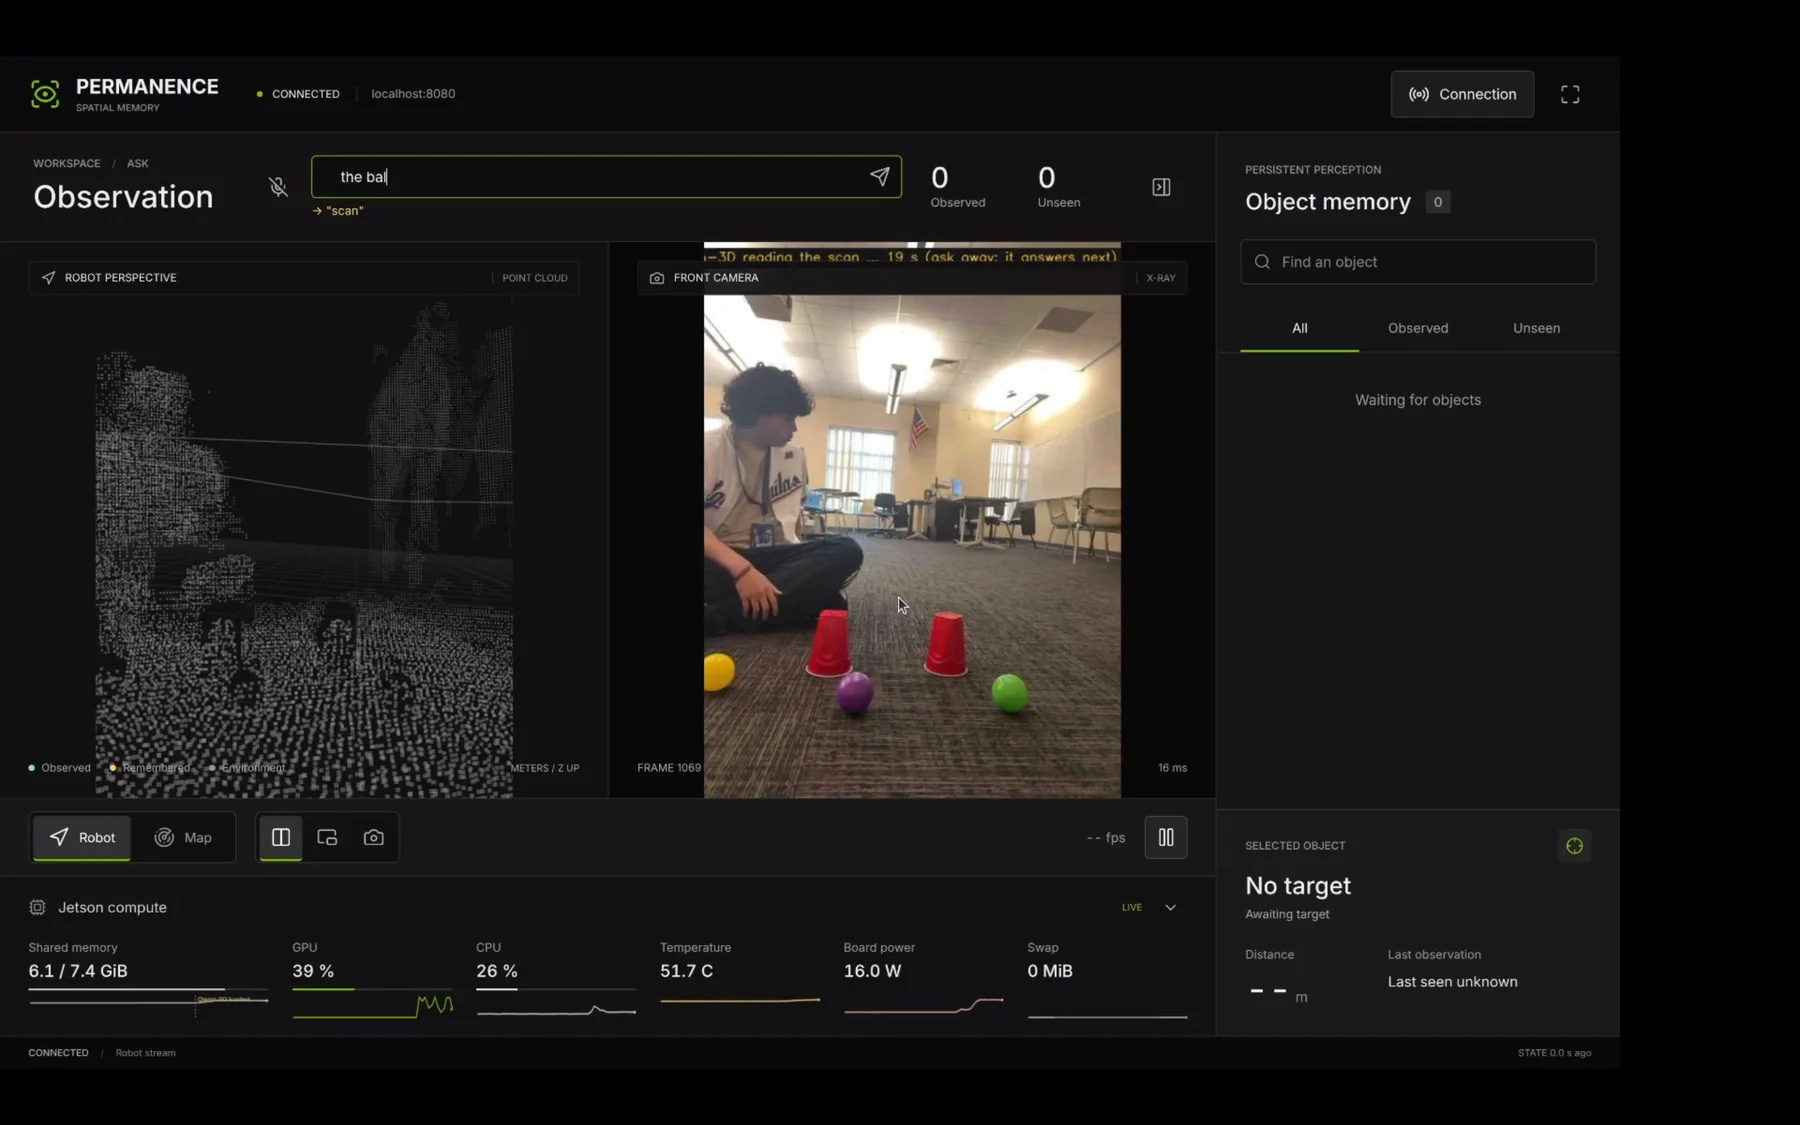 PERMANENCE
SPATIAL MEMORY
CONNECTED
localhost:8080
Connection
WORKSPACE / ASK
Observation
the bal
→ "scan"
0
Observed
0
Unseen
PERSISTENT PERCEPTION
Object memory 0
Find an object
All
Observed
Unseen
Waiting for objects
ROBOT PERSPECTIVE
POINT CLOUD
-3D reading the scan ... 19 s (ask away: it answers next)
FRONT CAMERA
X-RAY
Observed
Remembered
Environment
METERS / Z UP
FRAME 1069
16 ms
Robot
Map
-- fps
Jetson compute
LIVE
Shared memory
6.1 / 7.4 GiB
GPU
39 %
CPU
26 %
Temperature
51.7 C
Board power
16.0 W
Swap
0 MiB
SELECTED OBJECT
No target
Awaiting target
Distance
-- m
Last observation
Last seen unknown
CONNECTED / Robot stream
STATE 0.0 s ago